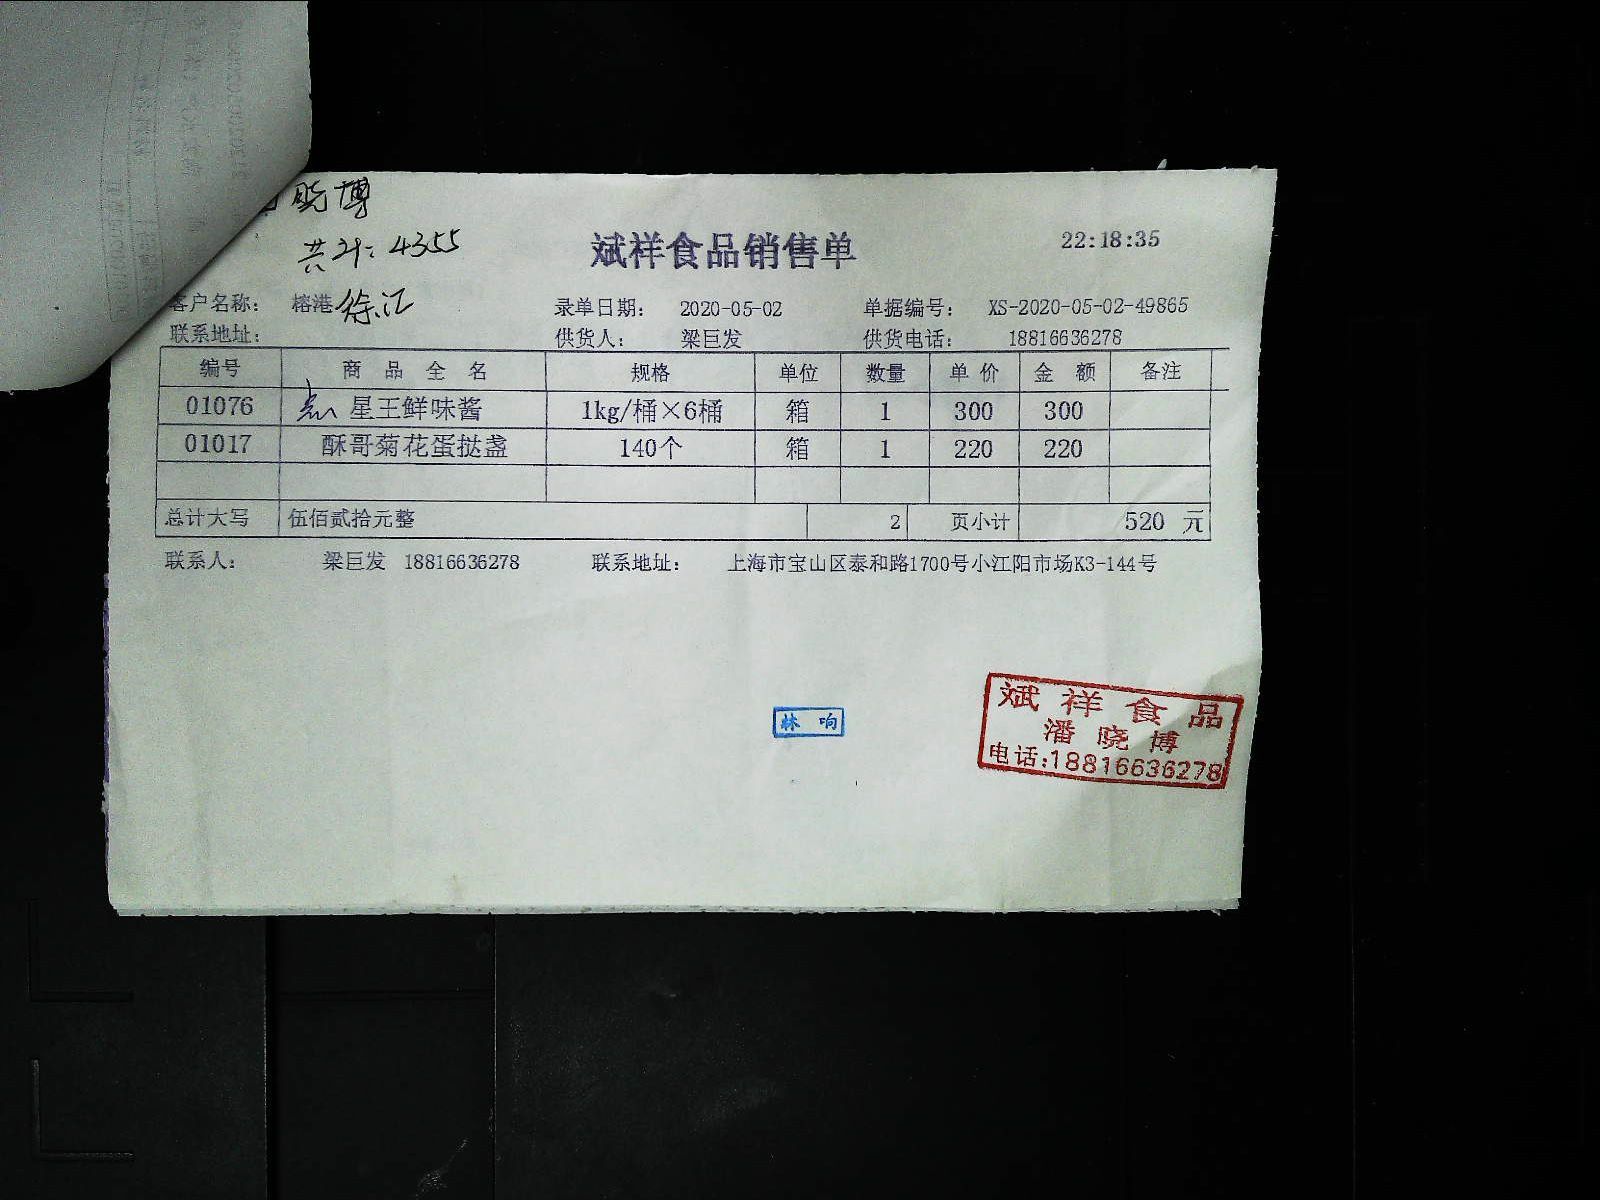 晓博
共计:4355
斌祥食品销售单
22:18:35
客户名称: 榕港 徐汇 录单日期: 2020-05-02 单据编号: XS-2020-05-02-49865
联系地址: 供货人: 梁巨发 供货电话: 18816636278
编号 商品全名 规格 单位 数量 单价 金额 备注
01076 星王鲜味酱 1kg/桶×6桶 箱 1 300 300
01017 酥哥菊花蛋挞盏 140个 箱 1 220 220
总计大写 伍佰贰拾元整 2 页小计 520 元
联系人: 梁巨发 18816636278 联系地址: 上海市宝山区泰和路1700号小江阳市场K3-144号
林响
斌祥食品
潘晓博
电话:18816636278